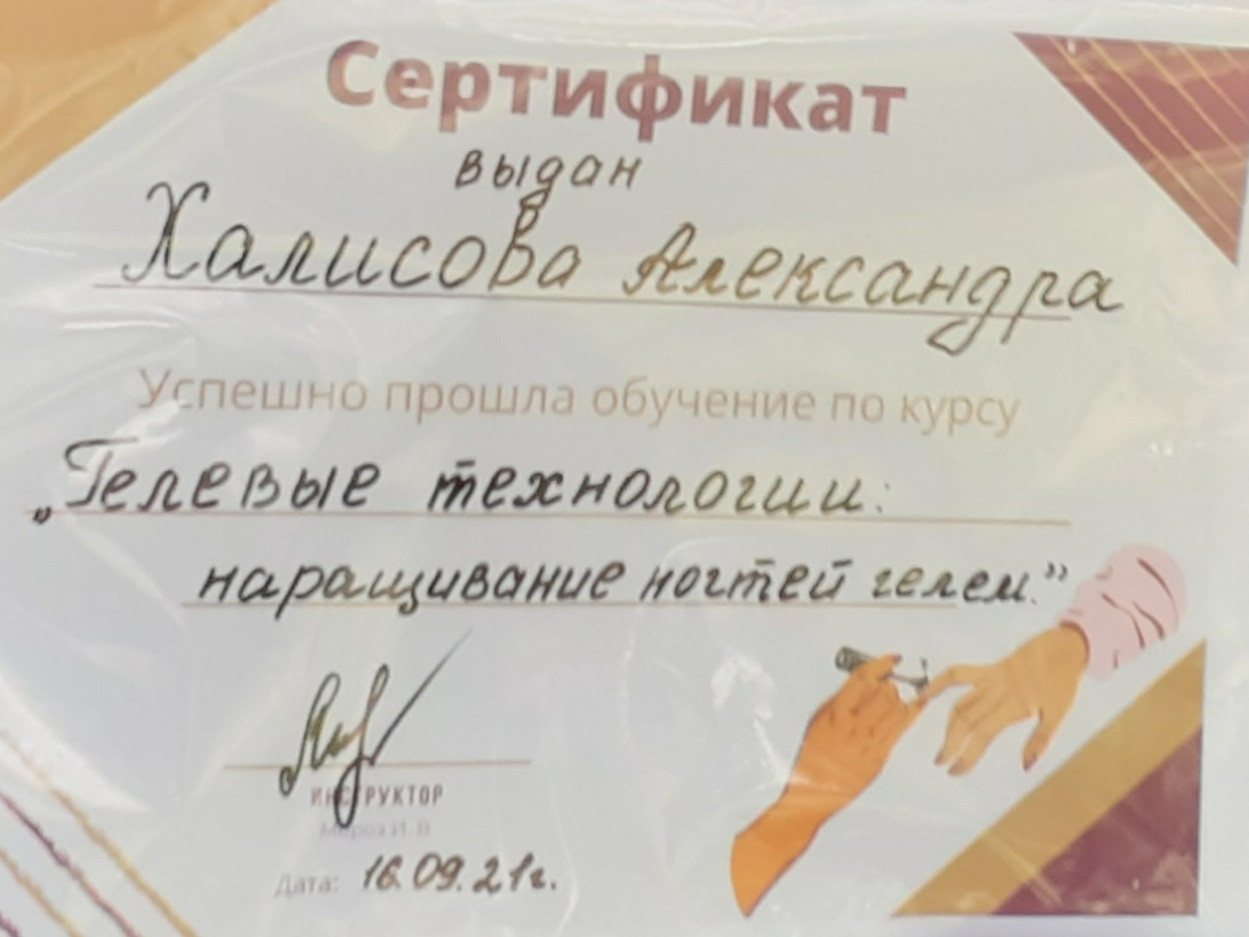 Сертификат
выдан
Халисова Александра
Успешно прошла обучение по курсу
„Гелевые технологии:
наращивание ногтей гелем.”
ИНСТРУКТОР
Мороз И. В
Дата: 16.09.21г.